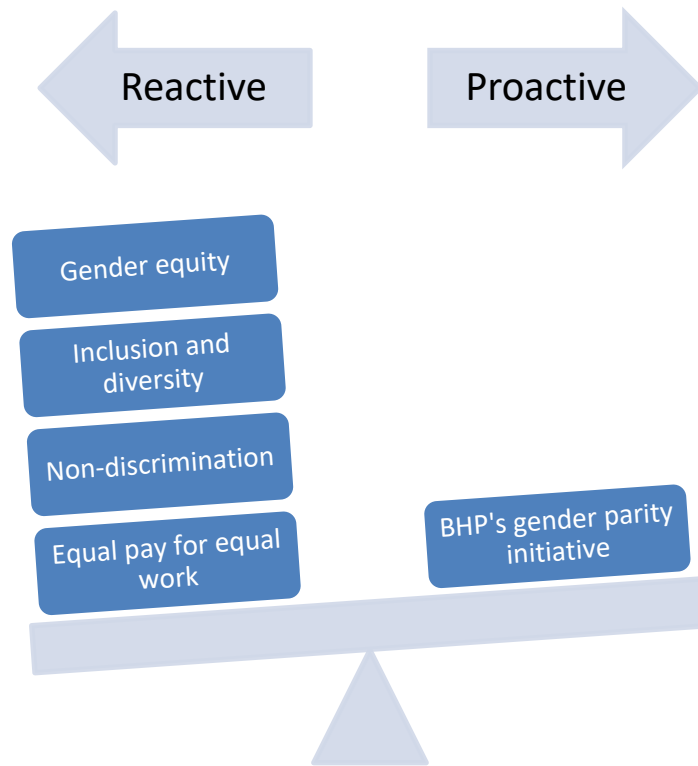 Reactive
Proactive
Gender equity
Inclusion and
diversity
Non-discrimination
Equal pay for equal
work
BHP's gender parity
initiative